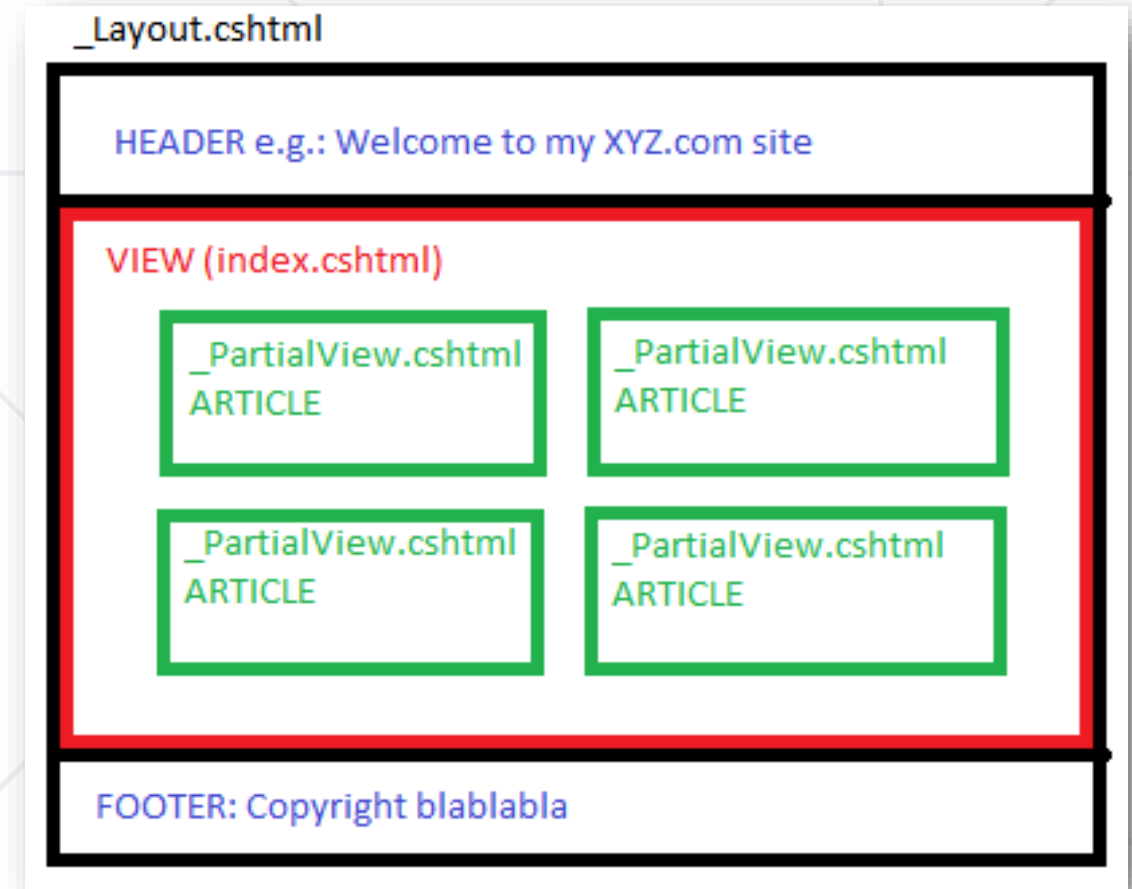 _Layout.cshtml
HEADER e.g.: Welcome to my XYZ.com site
VIEW (index.cshtml)
_PartialView.cshtml
ARTICLE
_PartialView.cshtml
ARTICLE
_PartialView.cshtml
ARTICLE
_PartialView.cshtml
ARTICLE
FOOTER: Copyright blablabla